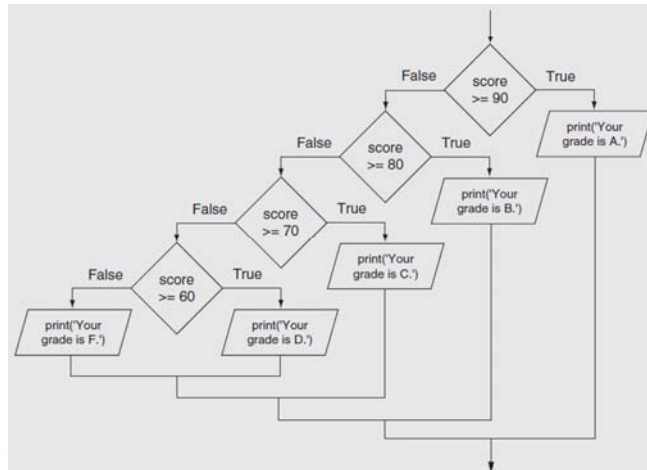 False
score
>= 90
True
print('Your
grade is A.')
False
score
>= 80
True
print('Your
grade is B.')
False
score
>= 70
True
print('Your
grade is C.')
False
score
>= 60
True
print('Your
grade is F.')
print('Your
grade is D.')